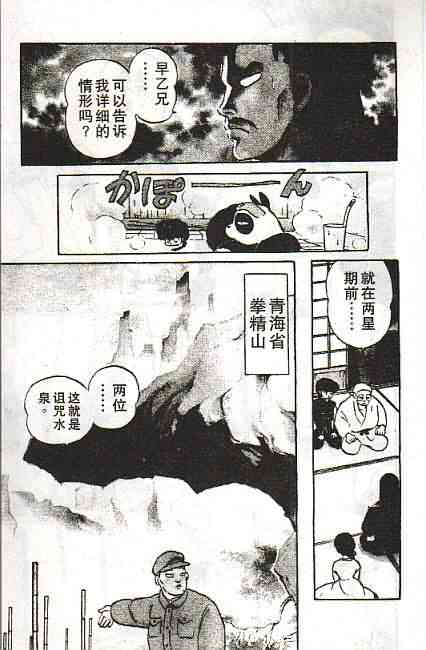 早乙兄
……
可以告诉
我详细的
情形吗？
かぽーん
就在两星
期前……
青海省
拳精山
两位
……
这就是
诅咒水
泉。